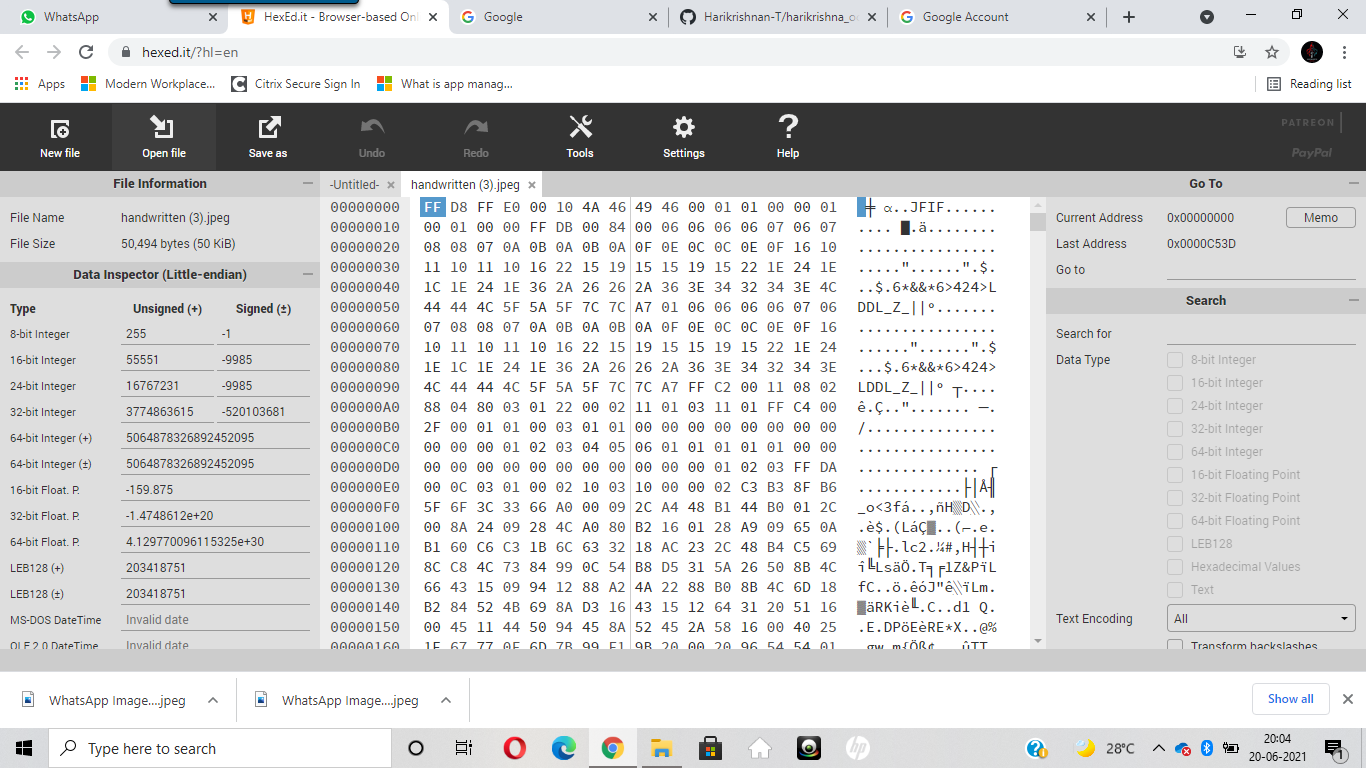 WhatsApp
HexEd.it - Browser-based Onl
Google
Harikrishnan-T/harikrishna_o
Google Account
hexed.it/?hl=en
Apps
Modern Workplace...
Citrix Secure Sign In
What is app manag...
Reading list
New file
Open file
Save as
Undo
Redo
Tools
Settings
Help
PATREON
PayPal
File Information
File Name handwritten (3).jpeg
File Size 50,494 bytes (50 KiB)
Data Inspector (Little-endian)
Type Unsigned (+) Signed (±)
8-bit Integer 255 -1
16-bit Integer 55551 -9985
24-bit Integer 16767231 -9985
32-bit Integer 3774863615 -520103681
64-bit Integer (+) 5064878326892452095
64-bit Integer (±) 5064878326892452095
16-bit Float. P. -159.875
32-bit Float. P. -1.4748612e+20
64-bit Float. P. 4.129770096115325e+30
LEB128 (+) 203418751
LEB128 (±) 203418751
MS-DOS DateTime Invalid date
OLE 2.0 DateTime Invalid date
-Untitled-
handwritten (3).jpeg
00000000 FF D8 FF E0 00 10 4A 46 49 46 00 01 01 00 00 01
00000010 00 01 00 00 FF DB 00 84 00 06 06 06 06 07 06 07
00000020 08 08 07 0A 0B 0A 0B 0A 0F 0E 0C 0C 0E 0F 16 10
00000030 11 10 11 10 16 22 15 19 15 15 19 15 22 1E 24 1E
00000040 1C 1E 24 1E 36 2A 26 26 2A 36 3E 34 32 34 3E 4C
00000050 44 44 4C 5F 5A 5F 7C 7C A7 01 06 06 06 06 07 06
00000060 07 08 08 07 0A 0B 0A 0B 0A 0F 0E 0C 0C 0E 0F 16
00000070 10 11 10 11 10 16 22 15 19 15 15 19 15 22 1E 24
00000080 1E 1C 1E 24 1E 36 2A 26 26 2A 36 3E 34 32 34 3E
00000090 4C 44 44 4C 5F 5A 5F 7C 7C A7 FF C2 00 11 08 02
000000A0 88 04 80 03 01 22 00 02 11 01 03 11 01 FF C4 00
000000B0 2F 00 01 01 00 03 01 01 00 00 00 00 00 00 00 00
000000C0 00 00 00 01 02 03 04 05 06 01 01 01 01 01 00 00
000000D0 00 00 00 00 00 00 00 00 00 00 01 02 03 FF DA
000000E0 00 0C 03 01 00 02 10 03 10 00 00 02 C3 B3 8F B6
000000F0 5F 6F 3C 33 66 A0 00 09 2C A4 48 B1 44 B0 01 2C
00000100 00 8A 24 09 28 4C A0 80 B2 16 01 28 A9 09 65 0A
00000110 B1 60 C6 C3 1B 6C 63 32 18 AC 23 2C 48 B4 C5 69
00000120 8C C8 4C 73 84 99 0C 54 B8 D5 31 5A 26 50 8B 4C
00000130 66 43 15 09 94 12 88 A2 4A 22 88 B0 8B 4C 6D 18
00000140 B2 84 52 4B 69 8A D3 16 43 15 12 64 31 20 51 16
00000150 00 45 11 44 50 94 45 8A 52 45 2A 58 16 00 40 25
Go To
Current Address 0x00000000 Memo
Last Address 0x0000C53D
Go to
Search
Search for
Data Type 8-bit Integer
16-bit Integer
24-bit Integer
32-bit Integer
64-bit Integer
16-bit Floating Point
32-bit Floating Point
64-bit Floating Point
LEB128
Hexadecimal Values
Text
Text Encoding All
Transform backslashes
WhatsApp Image....jpeg
WhatsApp Image....jpeg
Show all
Type here to search
28°C
20:04
20-06-2021
1